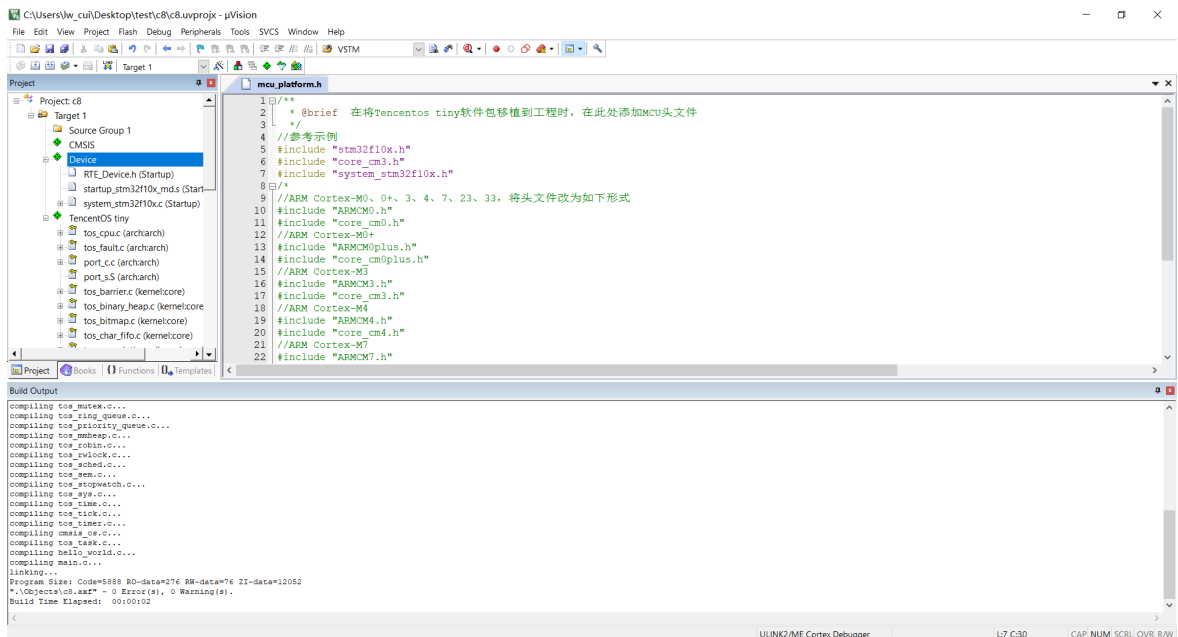 C:\Users\lw_cui\Desktop\test\c8\c8.uvprojx - µVision
File Edit View Project Flash Debug Peripherals Tools SVCS Window Help
VSTM
Target 1
Project
mcu_platform.h
Project: c8
Target 1
Source Group 1
CMSIS
Device
RTE_Device.h (Startup)
startup_stm32f10x_md.s (Start
system_stm32f10x.c (Startup)
TencentOS tiny
tos_cpu.c (arch:arch)
tos_fault.c (arch:arch)
port_c.c (arch:arch)
port_s.S (arch:arch)
tos_barrier.c (kernel:core)
tos_binary_heap.c (kernel:core
tos_bitmap.c (kernel:core)
tos_char_fifo.c (kernel:core)
Project Books {} Functions Templates
1 /**
2 * @brief 在将Tencentos tiny软件包移植到工程时，在此处添加MCU头文件
3 */
4 //参考示例
5 #include "stm32f10x.h"
6 #include "core_cm3.h"
7 #include "system_stm32f10x.h"
8 /*
9 //ARM Cortex-M0、0+、3、4、7、23、33，将头文件改为如下形式
10 #include "ARMCM0.h"
11 #include "core_cm0.h"
12 //ARM Cortex-M0+
13 #include "ARMCM0plus.h"
14 #include "core_cm0plus.h"
15 //ARM Cortex-M3
16 #include "ARMCM3.h"
17 #include "core_cm3.h"
18 //ARM Cortex-M4
19 #include "ARMCM4.h"
20 #include "core_cm4.h"
21 //ARM Cortex-M7
22 #include "ARMCM7.h"
Build Output
compiling tos_mutex.c...
compiling tos_ring_queue.c...
compiling tos_priority_queue.c...
compiling tos_mmheap.c...
compiling tos_robin.c...
compiling tos_rwlock.c...
compiling tos_sched.c...
compiling tos_sem.c...
compiling tos_stopwatch.c...
compiling tos_sys.c...
compiling tos_time.c...
compiling tos_tick.c...
compiling tos_timer.c...
compiling cmsis_os.c...
compiling tos_task.c...
compiling hello_world.c...
compiling main.c...
linking...
Program Size: Code=5888 RO-data=276 RW-data=76 ZI-data=12052
".\Objects\c8.axf" - 0 Error(s), 0 Warning(s).
Build Time Elapsed: 00:00:02
ULINK2/ME Cortex Debugger L:7 C:30 CAP NUM SCRL OVR R/W